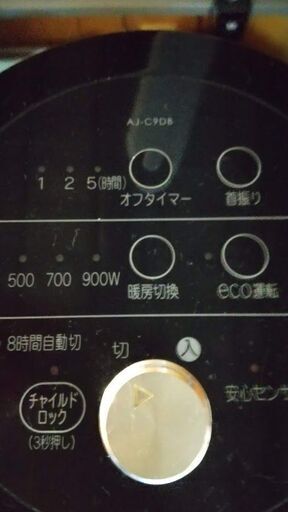 AJ-C9DB
1 2 5(時間) オフタイマー 首振り
500 700 900W 暖房切換 eco運転
8時間自動切 切 入
チャイルド
ロック
(3秒押し)
安心センサ